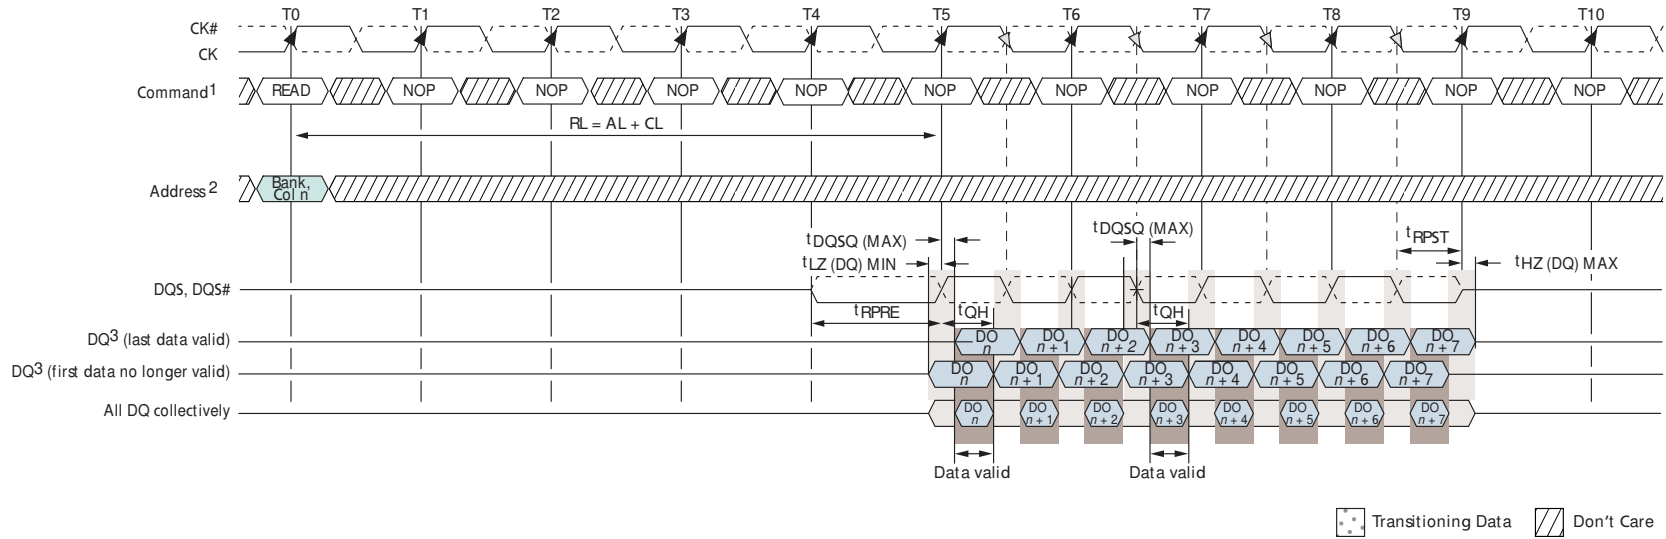 T0 T1 T2 T3 T4 T5 T6 T7 T8 T9 T10
CK#
CK
Command1 READ NOP NOP NOP NOP NOP NOP NOP NOP NOP NOP
RL = AL + CL
Address2 Bank, Col n
tDQSQ (MAX) tDQSQ (MAX) tRPST
tLZ (DQ) MIN tHZ (DQ) MAX
DQS, DQS#
tRPRE tQH tQH
DQ3 (last data valid) DO n DO n + 1 DO n + 2 DO n + 3 DO n + 4 DO n + 5 DO n + 6 DO n + 7
DQ3 (first data no longer valid) DO n DO n + 1 DO n + 2 DO n + 3 DO n + 4 DO n + 5 DO n + 6 DO n + 7
All DQ collectively DO n DO n + 1 DO n + 2 DO n + 3 DO n + 4 DO n + 5 DO n + 6 DO n + 7
Data valid Data valid
Transitioning Data Don't Care